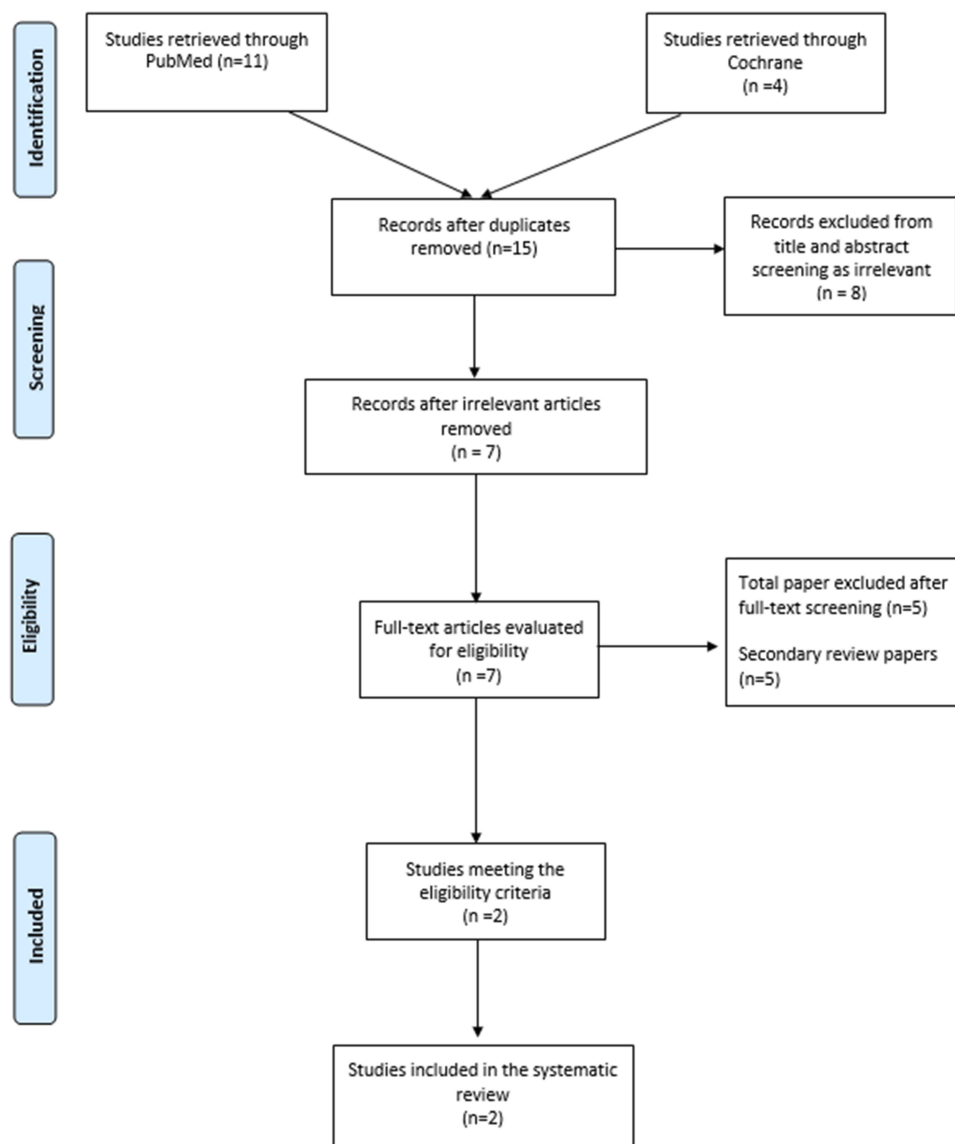 Identification
Studies retrieved through
PubMed (n=11)
Studies retrieved through
Cochrane
(n =4)
Records after duplicates
removed (n=15)
Records excluded from
title and abstract
screening as irrelevant
(n = 8)
Screening
Records after irrelevant articles
removed
(n = 7)
Eligibility
Full-text articles evaluated
for eligibility
(n =7)
Total paper excluded after
full-text screening (n=5)
Secondary review papers
(n=5)
Included
Studies meeting the
eligibility criteria
(n =2)
Studies included in the systematic
review
(n=2)